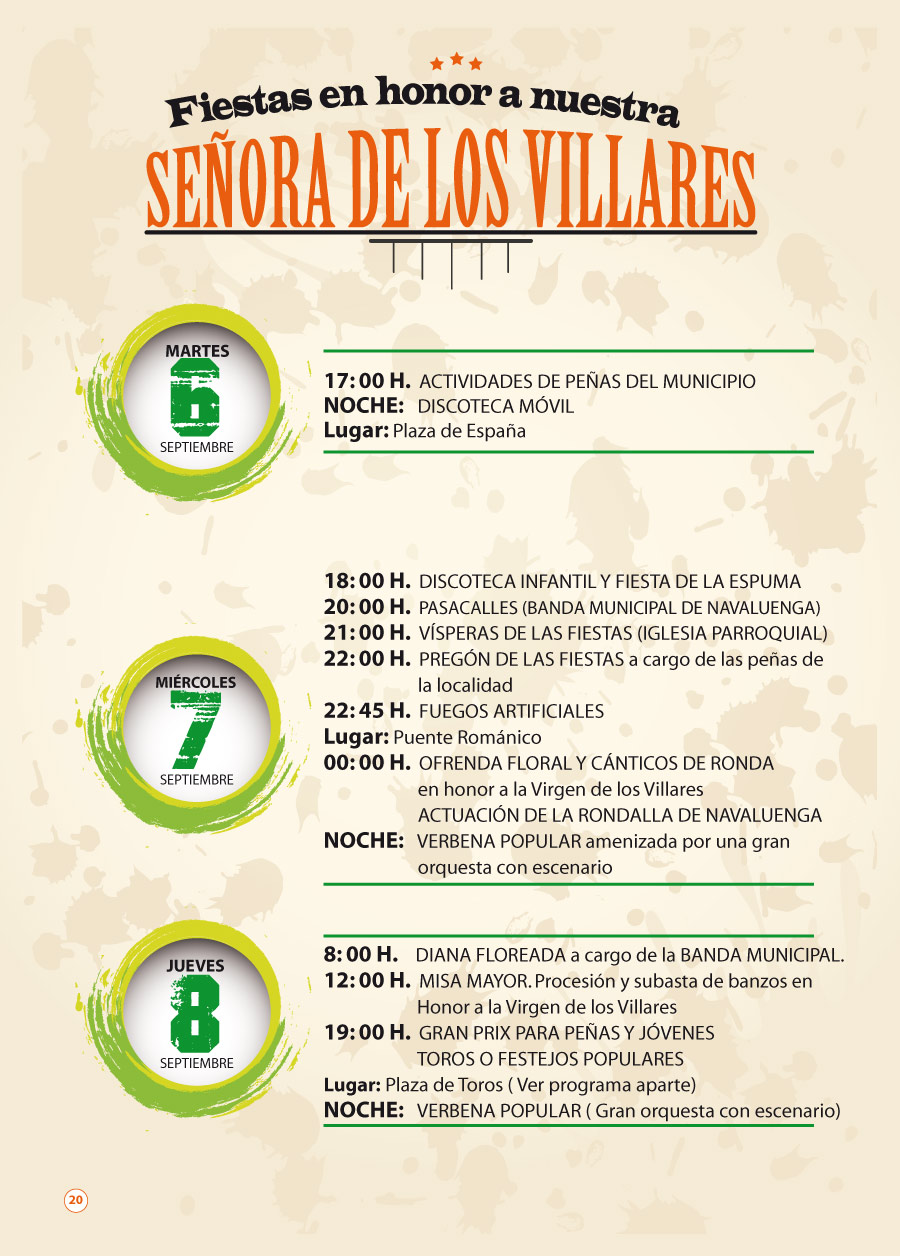 Fiestas en honor a nuestra
SEÑORA DE LOS VILLARES
MARTES
6
SEPTIEMBRE
17:00 H. ACTIVIDADES DE PEÑAS DEL MUNICIPIO
NOCHE: DISCOTECA MÓVIL
Lugar: Plaza de España
MIÉRCOLES
7
SEPTIEMBRE
18:00 H. DISCOTECA INFANTIL Y FIESTA DE LA ESPUMA
20:00 H. PASACALLES (BANDA MUNICIPAL DE NAVALUENGA)
21:00 H. VÍSPERAS DE LAS FIESTAS (IGLESIA PARROQUIAL)
22:00 H. PREGÓN DE LAS FIESTAS a cargo de las peñas de
la localidad
22:45 H. FUEGOS ARTIFICIALES
Lugar: Puente Románico
00:00 H. OFRENDA FLORAL Y CÁNTICOS DE RONDA
en honor a la Virgen de los Villares
ACTUACIÓN DE LA RONDALLA DE NAVALUENGA
NOCHE: VERBENA POPULAR amenizada por una gran
orquesta con escenario
JUEVES
8
SEPTIEMBRE
8:00 H. DIANA FLOREADA a cargo de la BANDA MUNICIPAL.
12:00 H. MISA MAYOR. Procesión y subasta de banzos en
Honor a la Virgen de los Villares
19:00 H. GRAN PRIX PARA PEÑAS Y JÓVENES
TOROS O FESTEJOS POPULARES
Lugar: Plaza de Toros ( Ver programa aparte)
NOCHE: VERBENA POPULAR ( Gran orquesta con escenario)
20